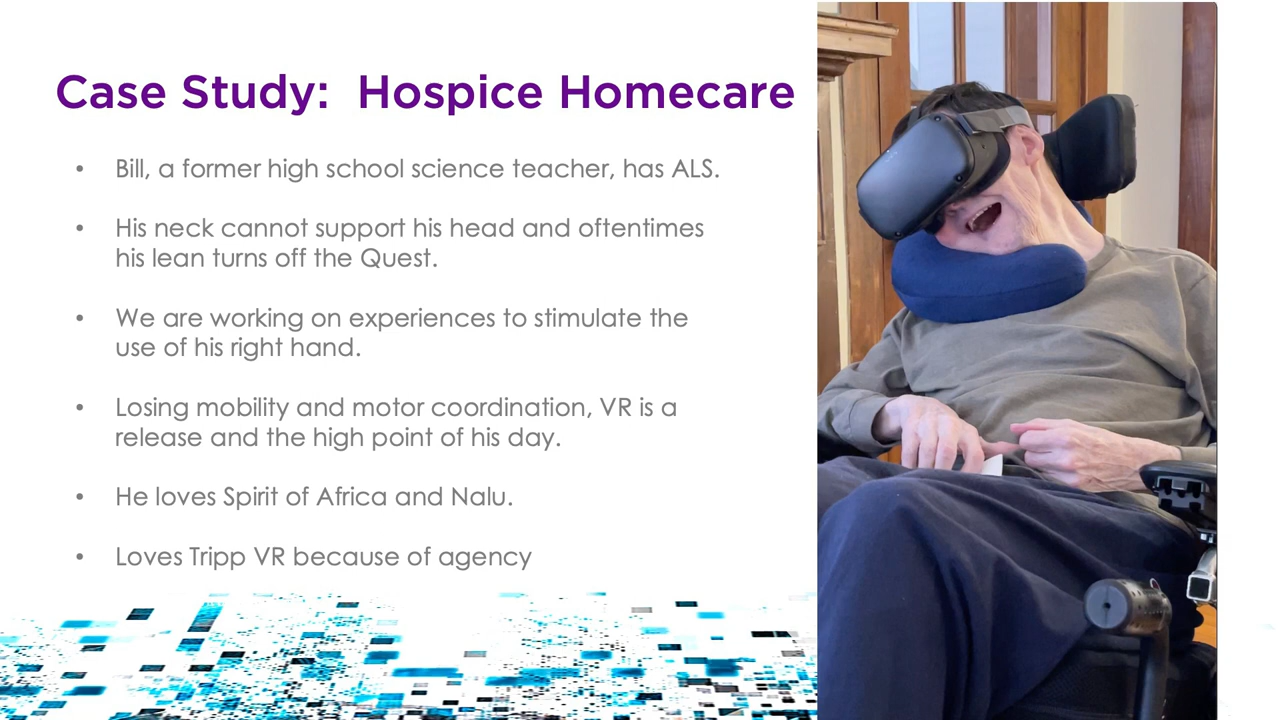 Case Study: Hospice Homecare
• Bill, a former high school science teacher, has ALS.
• His neck cannot support his head and oftentimes
his lean turns off the Quest.
• We are working on experiences to stimulate the
use of his right hand.
• Losing mobility and motor coordination, VR is a
release and the high point of his day.
• He loves Spirit of Africa and Nalu.
• Loves Tripp VR because of agency